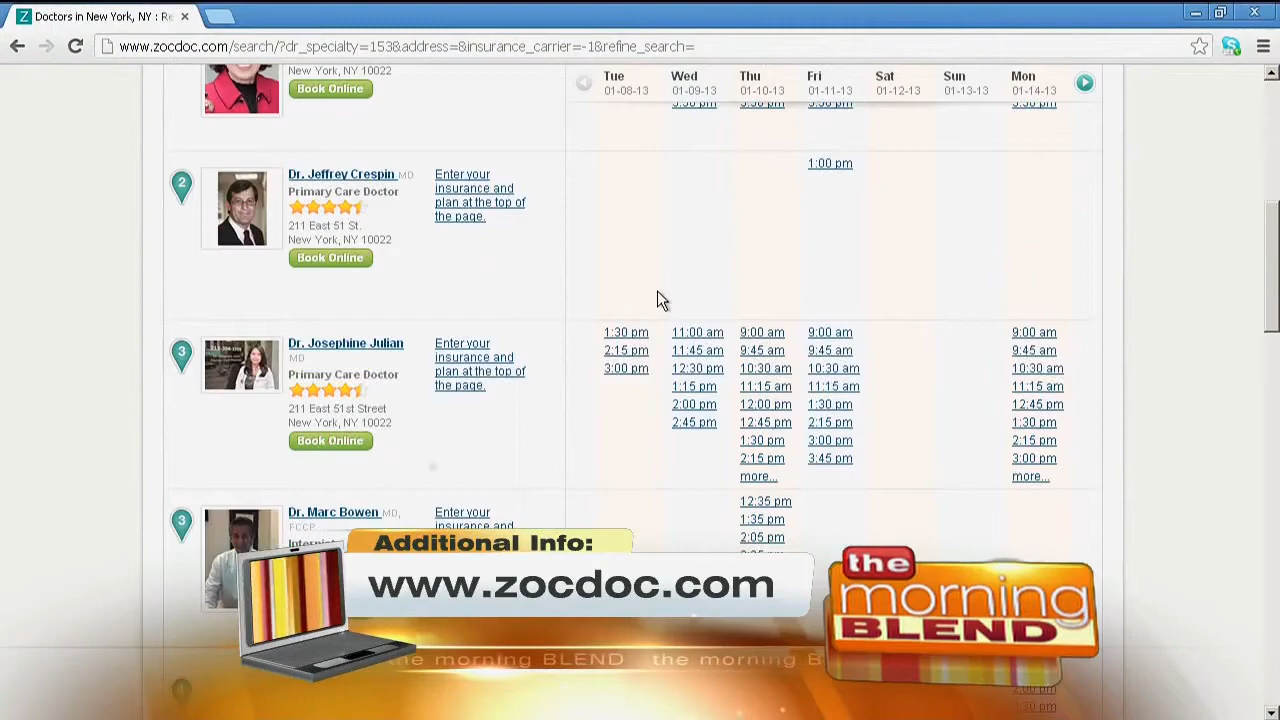 Doctors in New York, NY : Re
www.zocdoc.com/search/?dr_specialty=153&address=&insurance_carrier=-1&refine_search=
Tue Wed Thu Fri Sat Sun Mon
01-08-13 01-09-13 01-10-13 01-11-13 01-12-13 01-13-13 01-14-13
New York, NY 10022
Book Online
2
Dr. Jeffrey Crespin MD
Primary Care Doctor
211 East 51 St.
New York, NY 10022
Book Online
Enter your
insurance and
plan at the top of
the page.
1:00 pm
3
Dr. Josephine Julian
MD
Primary Care Doctor
211 East 51st Street
New York, NY 10022
Book Online
Enter your
insurance and
plan at the top of
the page.
1:30 pm 11:00 am 9:00 am 9:00 am 9:00 am
2:15 pm 11:45 am 9:45 am 9:45 am 9:45 am
3:00 pm 12:30 pm 10:30 am 10:30 am 10:30 am
1:15 pm 11:15 am 11:15 am 11:15 am
2:00 pm 12:00 pm 1:30 pm 12:45 pm
2:45 pm 12:45 pm 2:15 pm 1:30 pm
1:30 pm 3:00 pm 2:15 pm
2:15 pm 3:45 pm 3:00 pm
more... more...
3
Dr. Marc Bowen MD,
FCCP
Enter your
insurance and
12:35 pm
1:35 pm
2:05 pm
Additional Info:
www.zocdoc.com
the
morning
BLEND
the morning BLEND the morning B